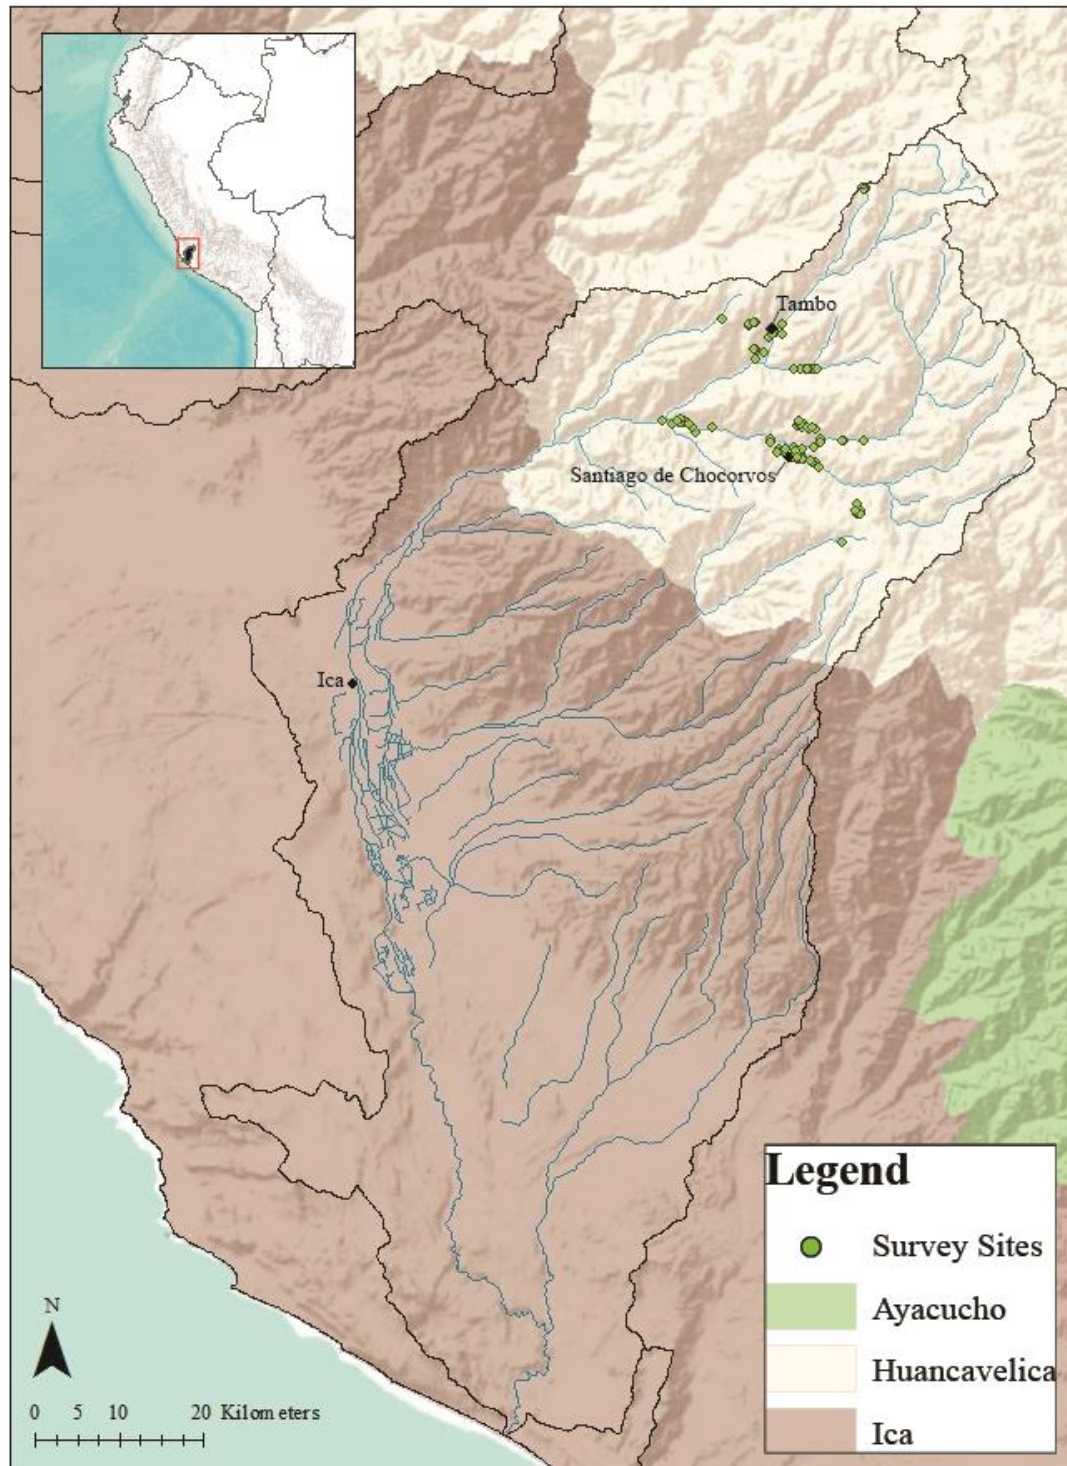 Tambo
Santiago de Chocorvos
Ica
Legend
Survey Sites
Ayacucho
Huancavelica
Ica
N
0 5 10 20 Kilometers